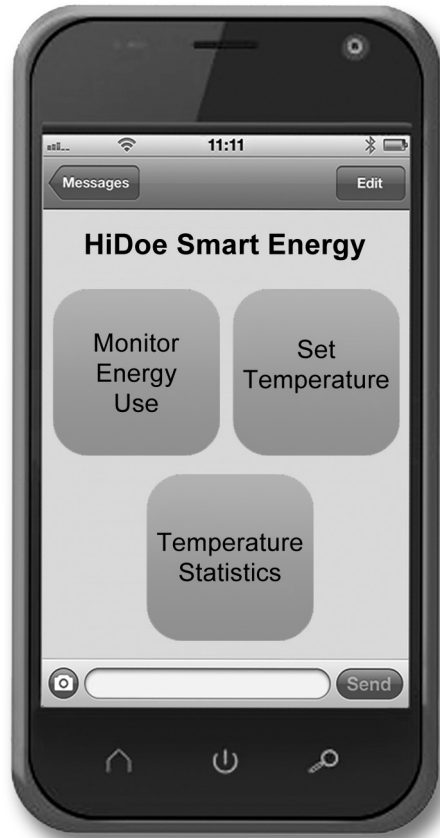 11:11
Messages
Edit
HiDoe Smart Energy
Monitor
Energy
Use
Set
Temperature
Temperature
Statistics
Send